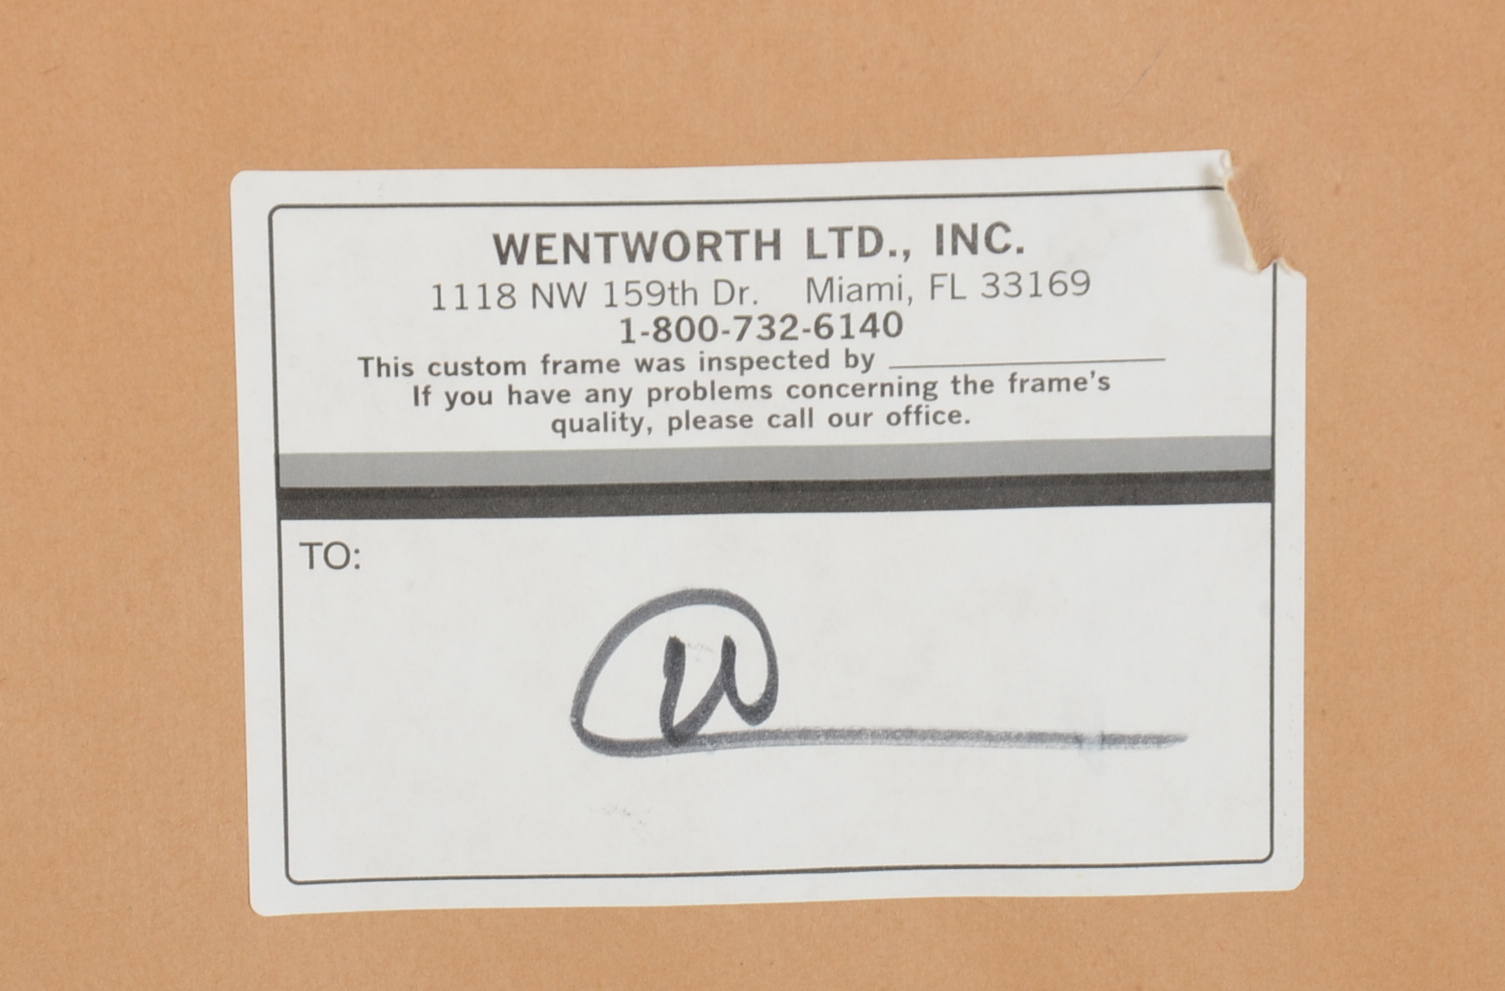 WENTWORTH LTD., INC.
1118 NW 159th Dr. Miami, FL 33169
1-800-732-6140
This custom frame was inspected by
If you have any problems concerning the frame's
quality, please call our office.
TO: